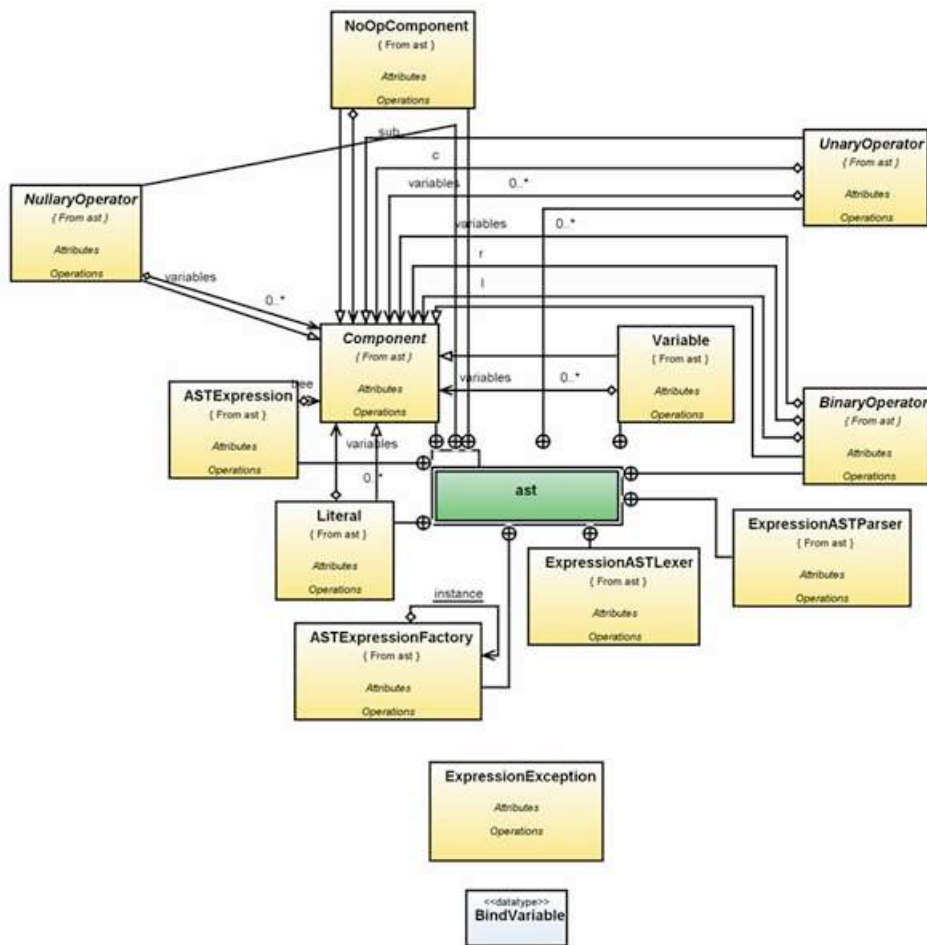 NoOpComponent
{ From ast }
Attributes
Operations
sub
c
variables 0..*
UnaryOperator
{ From ast }
Attributes
Operations
NullaryOperator
{ From ast }
Attributes
Operations
variables
0..*
variables
0..*
r
l
Component
{ From ast }
Attributes
Operations
Variable
{ From ast }
Attributes
Operations
variables 0..*
ASTExpression
{ From ast }
Attributes
Operations
bee
BinaryOperator
{ From ast }
Attributes
Operations
variables
0..*
ast
Literal
{ From ast }
Attributes
Operations
ExpressionASTParser
{ From ast }
Attributes
Operations
ExpressionASTLexer
{ From ast }
Attributes
Operations
instance
ASTExpressionFactory
{ From ast }
Attributes
Operations
ExpressionException
Attributes
Operations
<<datatype>>
BindVariable